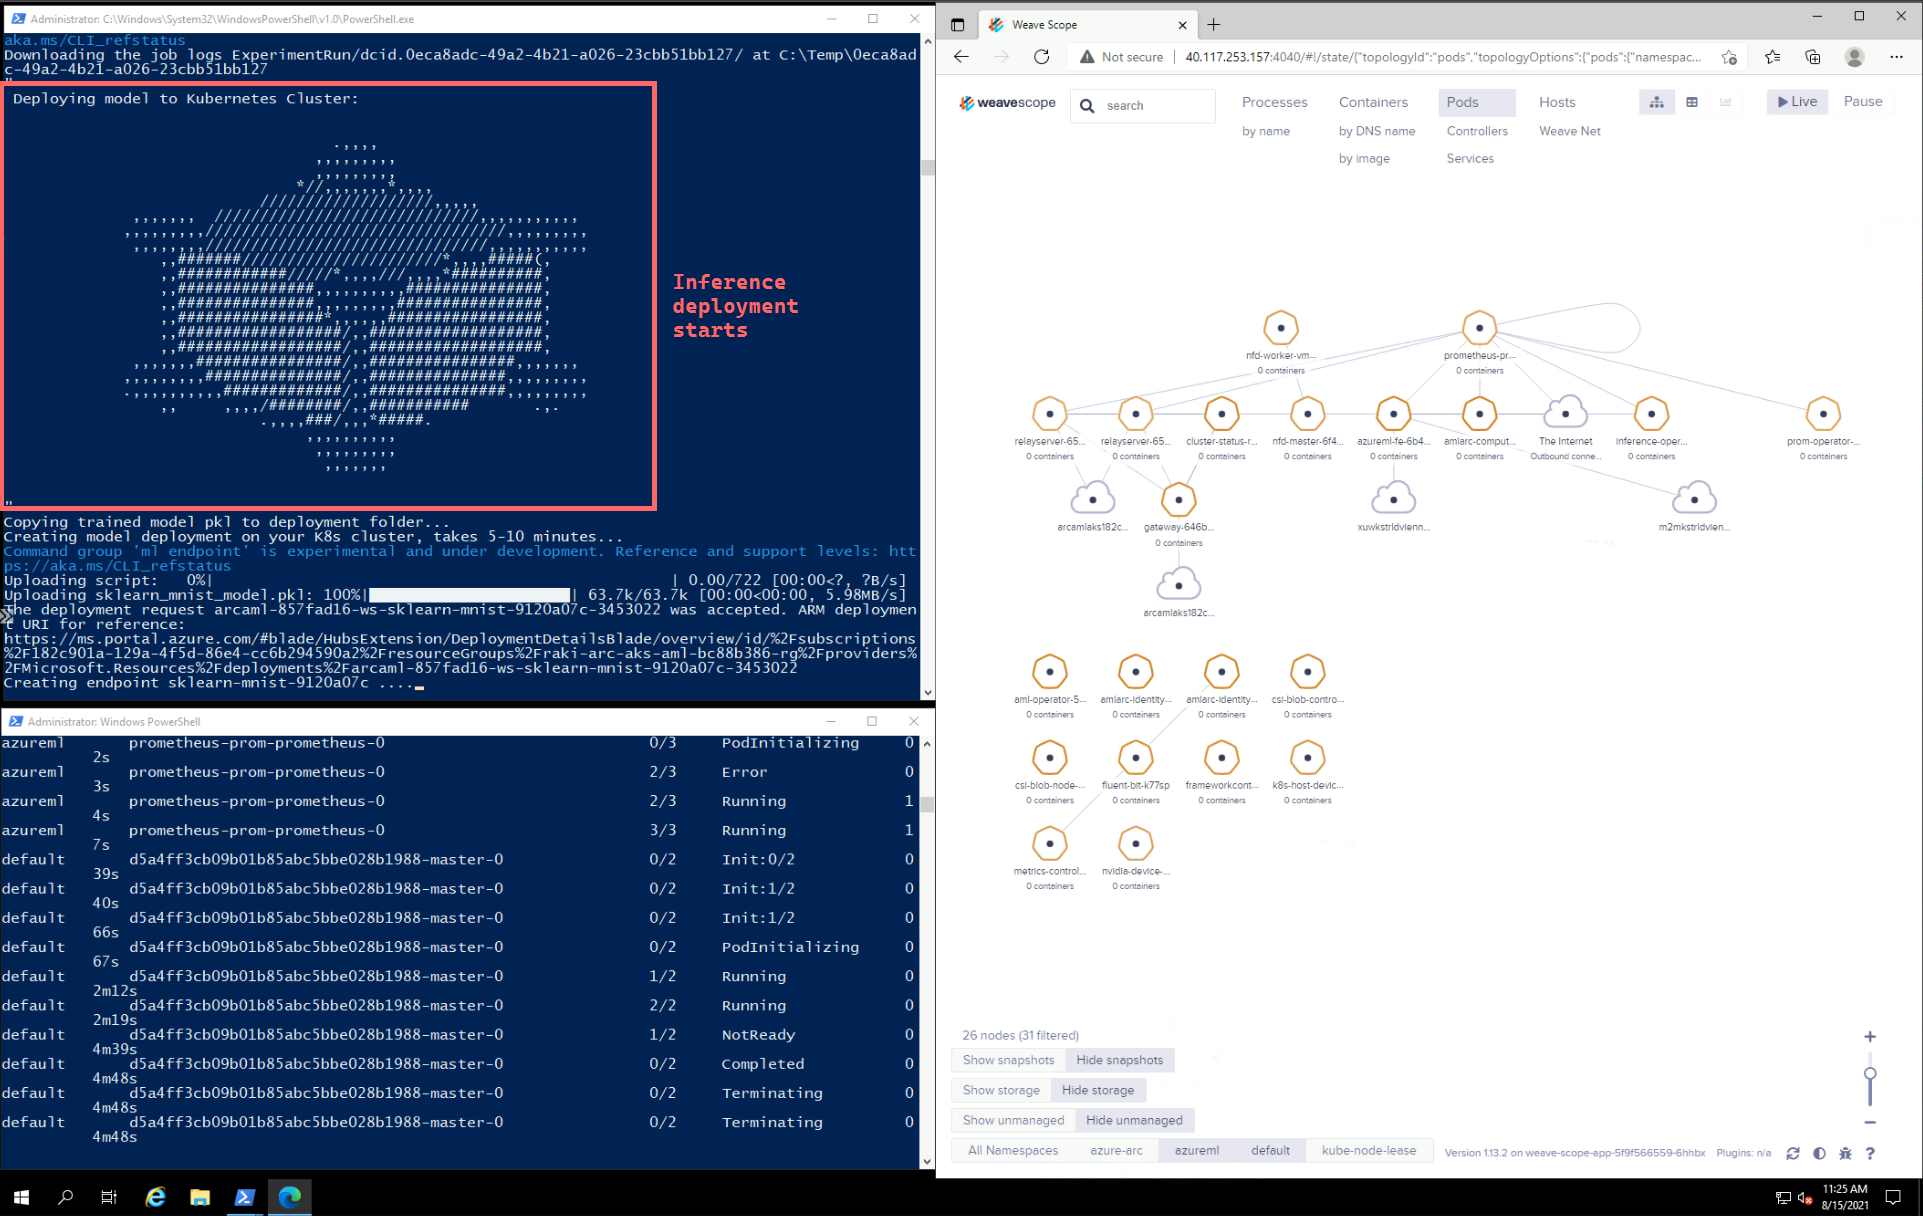 Administrator: C:\Windows\System32\WindowsPowerShell\v1.0\PowerShell.exe
aka.ms/CLI_refstatus
Downloading the job logs ExperimentRun/dcid.0eca8adc-49a2-4b21-a026-23cbb51bb127/ at C:\Temp\0eca8ad
c-49a2-4b21-a026-23cbb51bb127
"
Deploying model to Kubernetes Cluster:
"
Inference
deployment
starts
Copying trained model pkl to deployment folder...
Creating model deployment on your K8s cluster, takes 5-10 minutes...
Command group 'ml endpoint' is experimental and under development. Reference and support levels: htt
ps://aka.ms/CLI_refstatus
Uploading script:   0%| | 0.00/722 [00:00<?, ?B/s]
Uploading sklearn_mnist_model.pkl: 100%| | 63.7k/63.7k [00:00<00:00, 5.98MB/s]
The deployment request arcaml-857fad16-ws-sklearn-mnist-9120a07c-3453022 was accepted. ARM deploymen
t URI for reference:
https://ms.portal.azure.com/#blade/HubsExtension/DeploymentDetailsBlade/overview/id/%2Fsubscriptions
%2F182c901a-129a-4f5d-86e4-cc6b294590a2%2FresourceGroups%2Fraki-arc-aks-aml-bc88b386-rg%2Fproviders%
2FMicrosoft.Resources%2Fdeployments%2Farcaml-857fad16-ws-sklearn-mnist-9120a07c-3453022
Creating endpoint sklearn-mnist-9120a07c ...._
Administrator: Windows PowerShell
azureml prometheus-prom-prometheus-0 0/3 PodInitializing 0
2s
azureml prometheus-prom-prometheus-0 2/3 Error 0
3s
azureml prometheus-prom-prometheus-0 2/3 Running 1
4s
azureml prometheus-prom-prometheus-0 3/3 Running 1
7s
default d5a4ff3cb09b01b85abc5bbe028b1988-master-0 0/2 Init:0/2 0
39s
default d5a4ff3cb09b01b85abc5bbe028b1988-master-0 0/2 Init:1/2 0
40s
default d5a4ff3cb09b01b85abc5bbe028b1988-master-0 0/2 Init:1/2 0
66s
default d5a4ff3cb09b01b85abc5bbe028b1988-master-0 0/2 PodInitializing 0
67s
default d5a4ff3cb09b01b85abc5bbe028b1988-master-0 1/2 Running 0
2m12s
default d5a4ff3cb09b01b85abc5bbe028b1988-master-0 2/2 Running 0
2m19s
default d5a4ff3cb09b01b85abc5bbe028b1988-master-0 1/2 NotReady 0
4m39s
default d5a4ff3cb09b01b85abc5bbe028b1988-master-0 0/2 Completed 0
4m48s
default d5a4ff3cb09b01b85abc5bbe028b1988-master-0 0/2 Terminating 0
4m48s
default d5a4ff3cb09b01b85abc5bbe028b1988-master-0 0/2 Terminating 0
4m48s
Weave Scope
Not secure 40.117.253.157:4040/#!/state/{"topologyId":"pods","topologyOptions":{"pods":{"namespac...
weavescope search Processes Containers Pods Hosts Live Pause
by name by DNS name Controllers Weave Net
by image Services
nfd-worker-vm... prometheus-pr...
0 containers 0 containers
relayserver-65... relayserver-65... cluster-status-r... nfd-master-6f4... azureml-fe-6b4... amlarc-comput... The Internet inference-oper... prom-operator-...
0 containers 0 containers 0 containers 0 containers 0 containers 0 containers Outbound conne... 0 containers 0 containers
arcamlaks182c... gateway-646b... xuwkstrldvienn... m2mkstrldvien...
0 containers
arcamlaks182c...
aml-operator-5... amlarc-identity... amlarc-identity... csi-blob-contro...
0 containers 0 containers 0 containers 0 containers
csi-blob-node-... fluent-bit-k77sp frameworkcont... k8s-host-devic...
0 containers 0 containers 0 containers 0 containers
metrics-control... nvidia-device-...
0 containers 0 containers
26 nodes (31 filtered)
Show snapshots Hide snapshots
Show storage Hide storage
Show unmanaged Hide unmanaged
All Namespaces azure-arc azureml default kube-node-lease Version 1.13.2 on weave-scope-app-5f9f566559-6hhbx Plugins: n/a
11:25 AM
8/15/2021